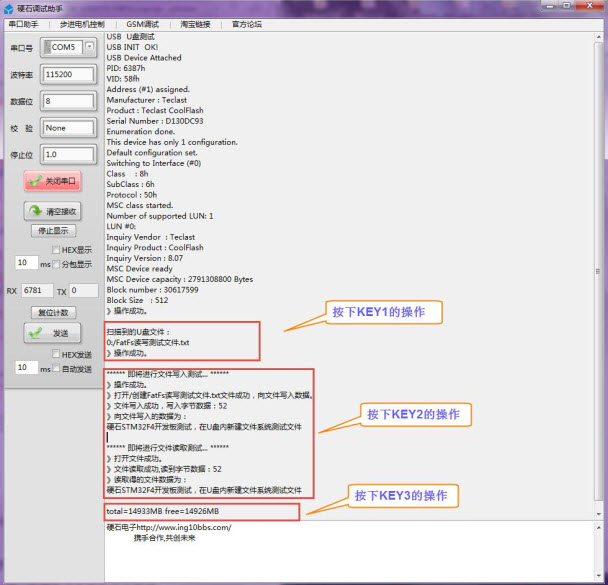 硬石调试助手
串口助手 步进电机控制 GSM调试 淘宝链接 官方论坛
串口号 COM5
波特率 115200
数据位 8
校 验 None
停止位 1.0
关闭串口
清空接收
停止显示
HEX显示
10 ms 分包显示
RX 6781 TX 0
复位计数
发送
HEX发送
10 ms 自动发送
USB U盘测试
USB INIT OK!
USB Device Attached
PID: 6387h
VID: 58fh
Address (#1) assigned.
Manufacturer : Teclast
Product : Teclast CoolFlash
Serial Number : D130DC93
Enumeration done.
This device has only 1 configuration.
Default configuration set.
Switching to Interface (#0)
Class : 8h
SubClass : 6h
Protocol : 50h
MSC class started.
Number of supported LUN: 1
LUN #0:
Inquiry Vendor : Teclast
Inquiry Product : CoolFlash
Inquiry Version : 8.07
MSC Device ready
MSC Device capacity : 2791308800 Bytes
Block number : 30617599
Block Size : 512
》操作成功。
按下KEY1的操作
扫描到的U盘文件：
0:/FatFs读写测试文件.txt
》操作成功。
****** 即将进行文件写入测试... ******
》操作成功。
》打开/创建FatFs读写测试文件.txt文件成功，向文件写入数据。
》文件写入成功，写入字节数据：52
》向文件写入的数据为：
硬石STM32F4开发板测试，在U盘内新建文件系统测试文件
按下KEY2的操作
****** 即将进行文件读取测试... ******
》打开文件成功。
》文件读取成功,读到字节数据：52
》读取得的文件数据为：
硬石STM32F4开发板测试，在U盘内新建文件系统测试文件
按下KEY3的操作
total=14933MB free=14926MB
硬石电子http://www.ing10bbs.com/
携手合作,共创未来